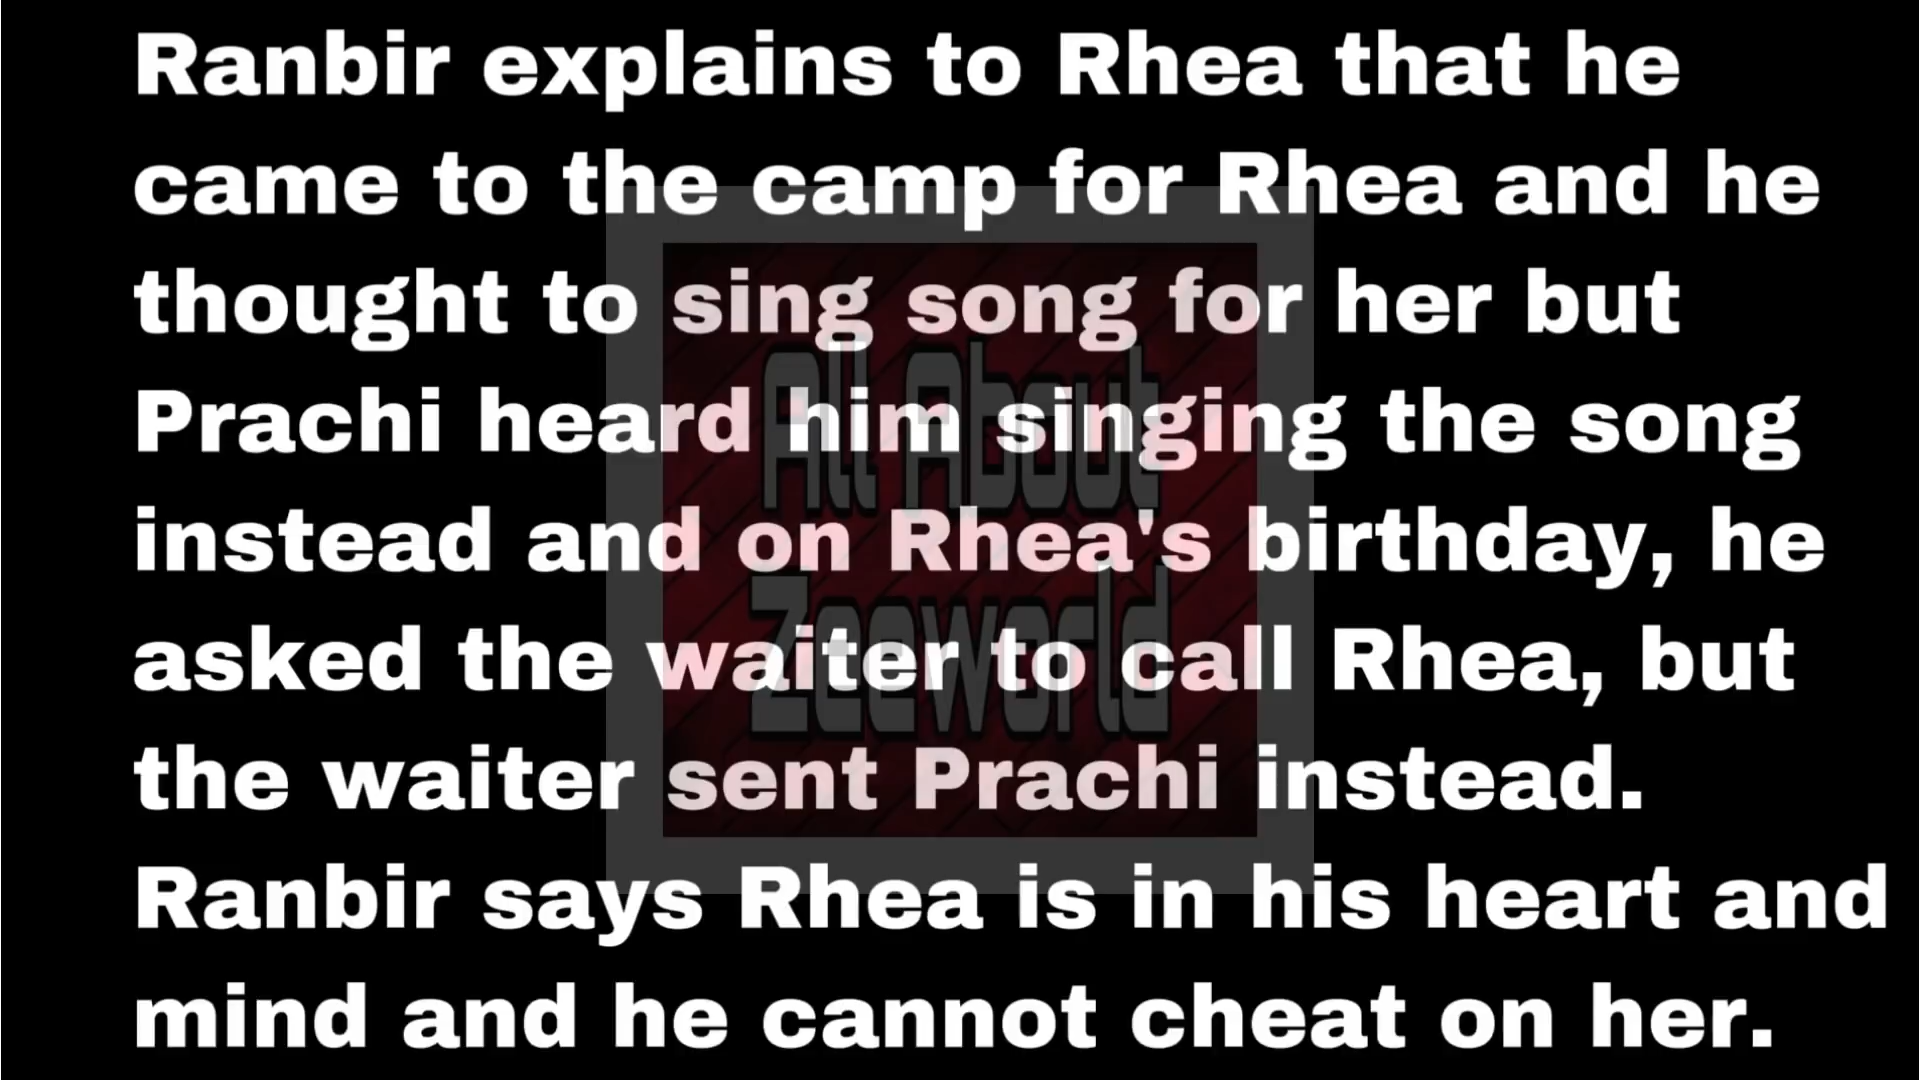 Ranbir explains to Rhea that he
came to the camp for Rhea and he
thought to sing song for her but
Prachi heard him singing the song
instead and on Rhea's birthday, he
asked the waiter to call Rhea, but
the waiter sent Prachi instead.
Ranbir says Rhea is in his heart and
mind and he cannot cheat on her.
All About
Zeeworld